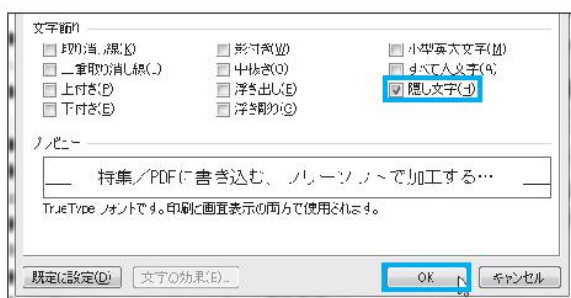 文字飾り
取り消し線(K) 影付き(W) 小型英大文字(M)
二重取り消し線(L) 中抜き(O) すべて大文字(A)
上付き(P) 浮き出し(E) 隠し文字(H)
下付き(E) 浮き彫り(G)
プレビュー
特集／PDFに書き込む、フリーソフトで加工する…
TrueType フォントです。印刷と画面表示の両方で使用されます。
既定に設定(D) 文字の効果(E)... OK キャンセル